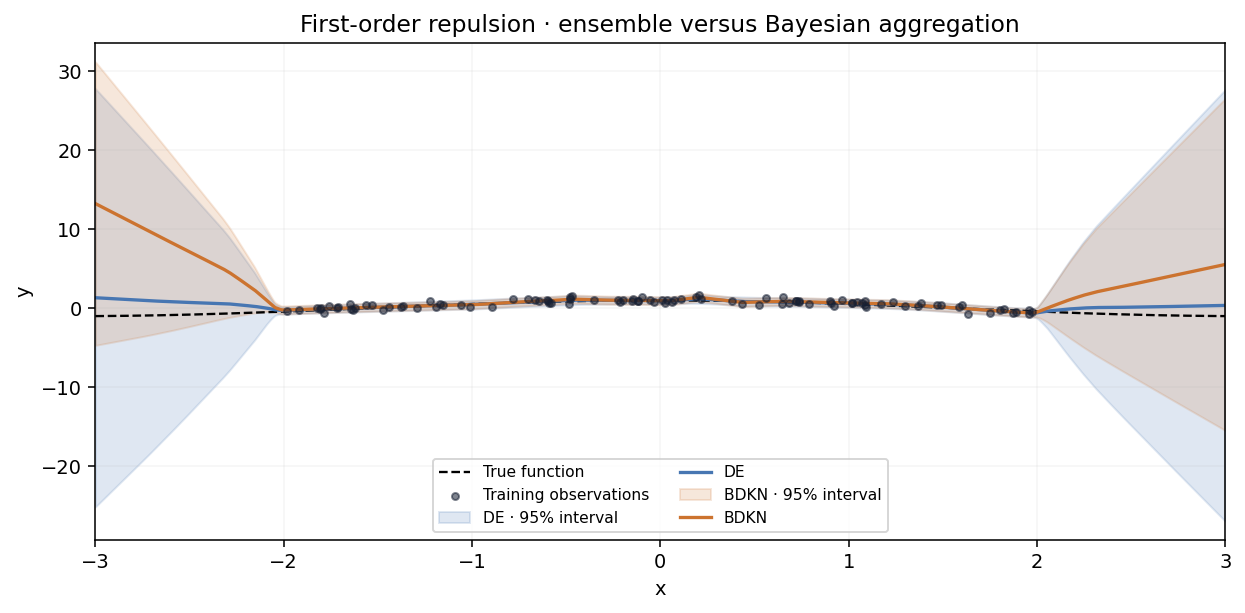 First-order repulsion · ensemble versus Bayesian aggregation
30
20
10
0
−10
−20
y
−3
−2
−1
0
1
2
3
x
True function
Training observations
DE · 95% interval
DE
BDKN · 95% interval
BDKN